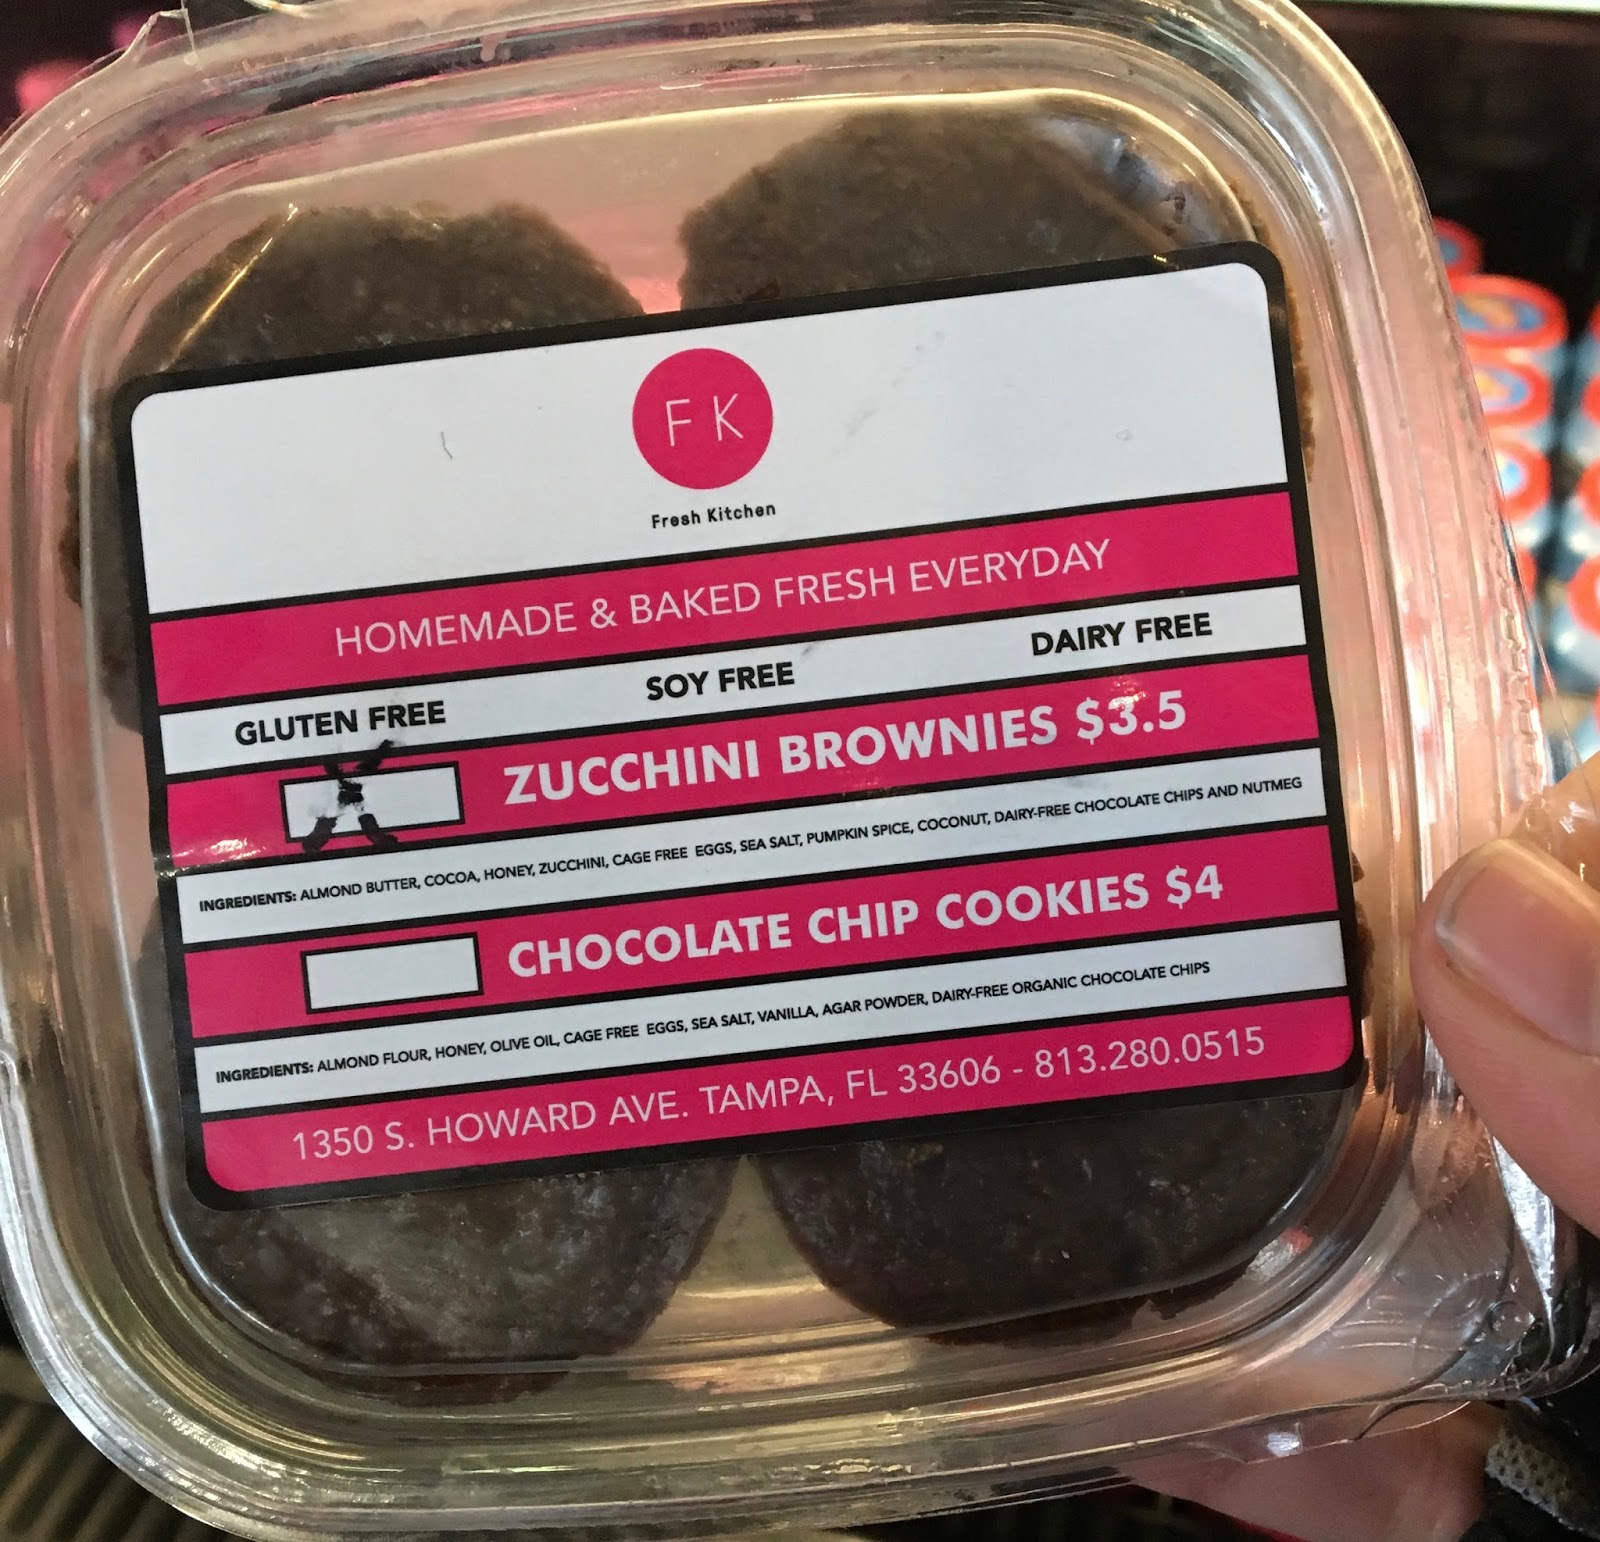 FK
Fresh Kitchen
HOMEMADE & BAKED FRESH EVERYDAY
GLUTEN FREE SOY FREE DAIRY FREE
ZUCCHINI BROWNIES $3.5
INGREDIENTS: ALMOND BUTTER, COCOA, HONEY, ZUCCHINI, CAGE FREE EGGS, SEA SALT, PUMPKIN SPICE, COCONUT, DAIRY-FREE CHOCOLATE CHIPS AND NUTMEG
CHOCOLATE CHIP COOKIES $4
INGREDIENTS: ALMOND FLOUR, HONEY, OLIVE OIL, CAGE FREE EGGS, SEA SALT, VANILLA, AGAR POWDER, DAIRY-FREE ORGANIC CHOCOLATE CHIPS
1350 S. HOWARD AVE. TAMPA, FL 33606 - 813.280.0515